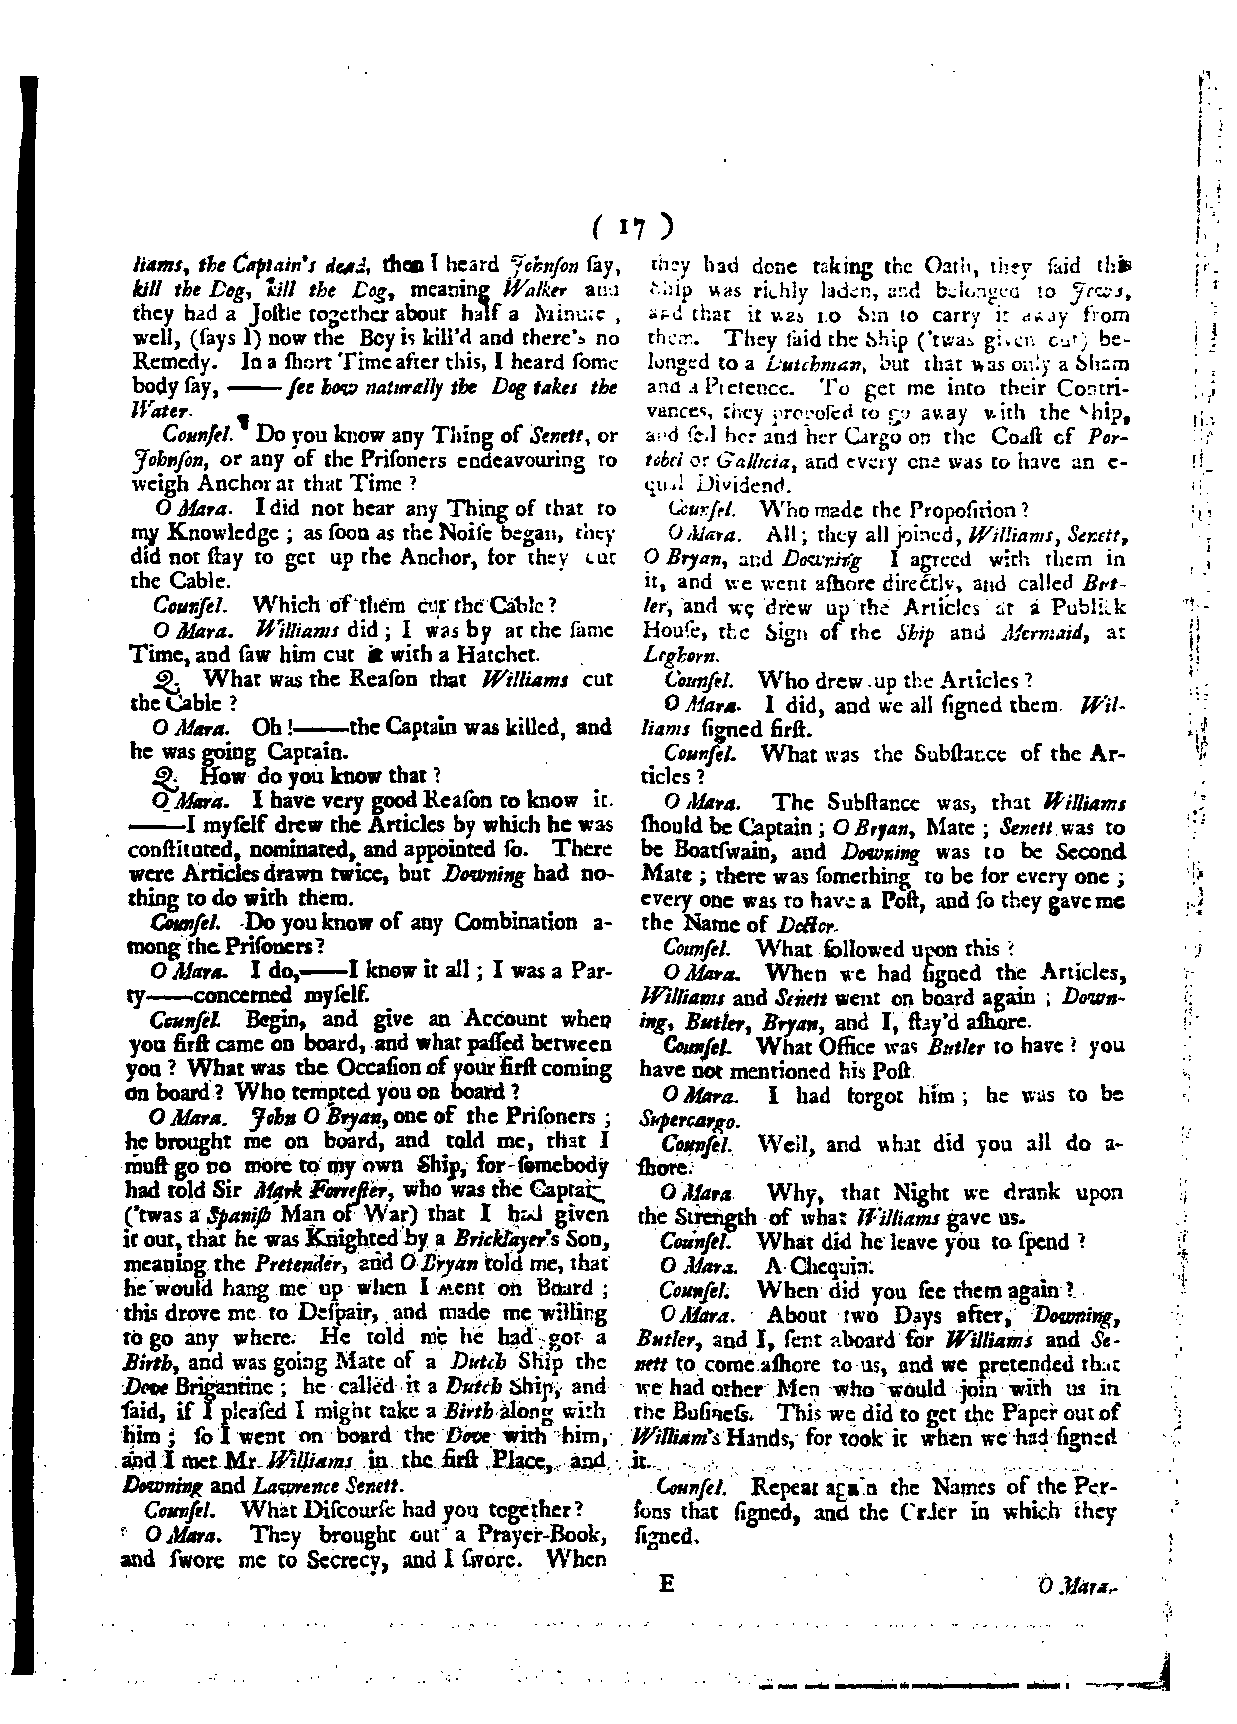 ( 17 )
liams, the Captain's dead, then I heard Johnſon ſay,
kill the Dog, kill the Dog, meaning Walker and
they had a Joſtle together about half a Minute,
well, (ſays I) now the Boy is kill'd and there's no
Remedy. In a ſhort Time after this, I heard ſome
body ſay, —— ſee how naturally the Dog takes the
Water.
Counſel. Do you know any Thing of Senett, or
Johnſon, or any of the Priſoners endeavouring to
weigh Anchor at that Time?
O Mara. I did not hear any Thing of that to
my Knowledge; as ſoon as the Noiſe began, they
did not ſtay to get up the Anchor, for they cut
the Cable.
Counſel. Which of them cut the Cable?
O Mara. Williams did; I was by at the ſame
Time, and ſaw him cut it with a Hatchet.
Q. What was the Reaſon that Williams cut
the Cable?
O Mara. Oh!——the Captain was killed, and
he was going Captain.
Q. How do you know that?
O Mara. I have very good Reaſon to know it.
——I myſelf drew the Articles by which he was
conſtituted, nominated, and appointed ſo. There
were Articles drawn twice, but Downing had no-
thing to do with them.
Counſel. Do you know of any Combination a-
mong the Priſoners?
O Mara. I do,——I know it all; I was a Par-
ty——concerned myſelf.
Counſel. Begin, and give an Account when
you firſt came on board, and what paſſed between
you? What was the Occaſion of your firſt coming
on board? Who tempted you on board?
O Mara. John O Bryan, one of the Priſoners;
he brought me on board, and told me, that I
muſt go no more to my own Ship, for ſomebody
had told Sir Mark Forreſter, who was the Captain
('twas a Spaniſh Man of War) that I had given
it out, that he was Knighted by a Bricklayer's Son,
meaning the Pretender, and O Bryan told me, that
he would hang me up when I went on Board;
this drove me to Deſpair, and made me willing
to go any where. He told me he had got a
Birth, and was going Mate of a Dutch Ship the
Dove Brigantine; he called it a Dutch Ship, and
ſaid, if I pleaſed I might take a Birth along with
him; ſo I went on board the Dove with him,
and I met Mr. Williams in the firſt Place, and
Downing and Lawrence Senett.
Counſel. What Diſcourſe had you together?
O Mara. They brought out a Prayer-Book,
and ſwore me to Secrecy, and I ſwore. When
they had done taking the Oath, they ſaid this
Ship was richly laden, and belonged to Jews,
and that it was no Sin to carry it away from
them. They ſaid the Ship ('twas given out) be-
longed to a Dutchman, but that was only a Sham
and a Pretence. To get me into their Contri-
vances, they propoſed to go away with the Ship,
and ſell her and her Cargo on the Coaſt of Por-
tobel or Gallicia, and every one was to have an e-
qual Dividend.
Counſel. Who made the Propoſition?
O Mara. All; they all joined, Williams, Senett,
O Bryan, and Downing I agreed with them in
it, and we went aſhore directly, and called But-
ler, and we drew up the Articles at a Publick
Houſe, the Sign of the Ship and Mermaid, at
Leghorn.
Counſel. Who drew up the Articles?
O Mara. I did, and we all ſigned them. Wil-
liams ſigned firſt.
Counſel. What was the Subſtance of the Ar-
ticles?
O Mara. The Subſtance was, that Williams
ſhould be Captain; O Bryan, Mate; Senett was to
be Boatſwain, and Downing was to be Second
Mate; there was ſomething to be for every one;
every one was to have a Poſt, and ſo they gave me
the Name of Doctor.
Counſel. What followed upon this?
O Mara. When we had ſigned the Articles,
Williams and Senett went on board again; Down-
ing, Butler, Bryan, and I, ſtay'd aſhore.
Counſel. What Office was Butler to have? you
have not mentioned his Poſt.
O Mara. I had forgot him; he was to be
Supercargo.
Counſel. Well, and what did you all do a-
ſhore.
O Mara. Why, that Night we drank upon
the Strength of what Williams gave us.
Counſel. What did he leave you to ſpend?
O Mara. A Chequin.
Counſel. When did you ſee them again?
O Mara. About two Days after, Downing,
Butler, and I, ſent aboard for Williams and Se-
nett to come aſhore to us, and we pretended that
we had other Men who would join with us in
the Buſineſs. This we did to get the Paper out of
William's Hands, for took it when we had ſigned
it.
Counſel. Repeat again the Names of the Per-
ſons that ſigned, and the Order in which they
ſigned.
E
O Mara.